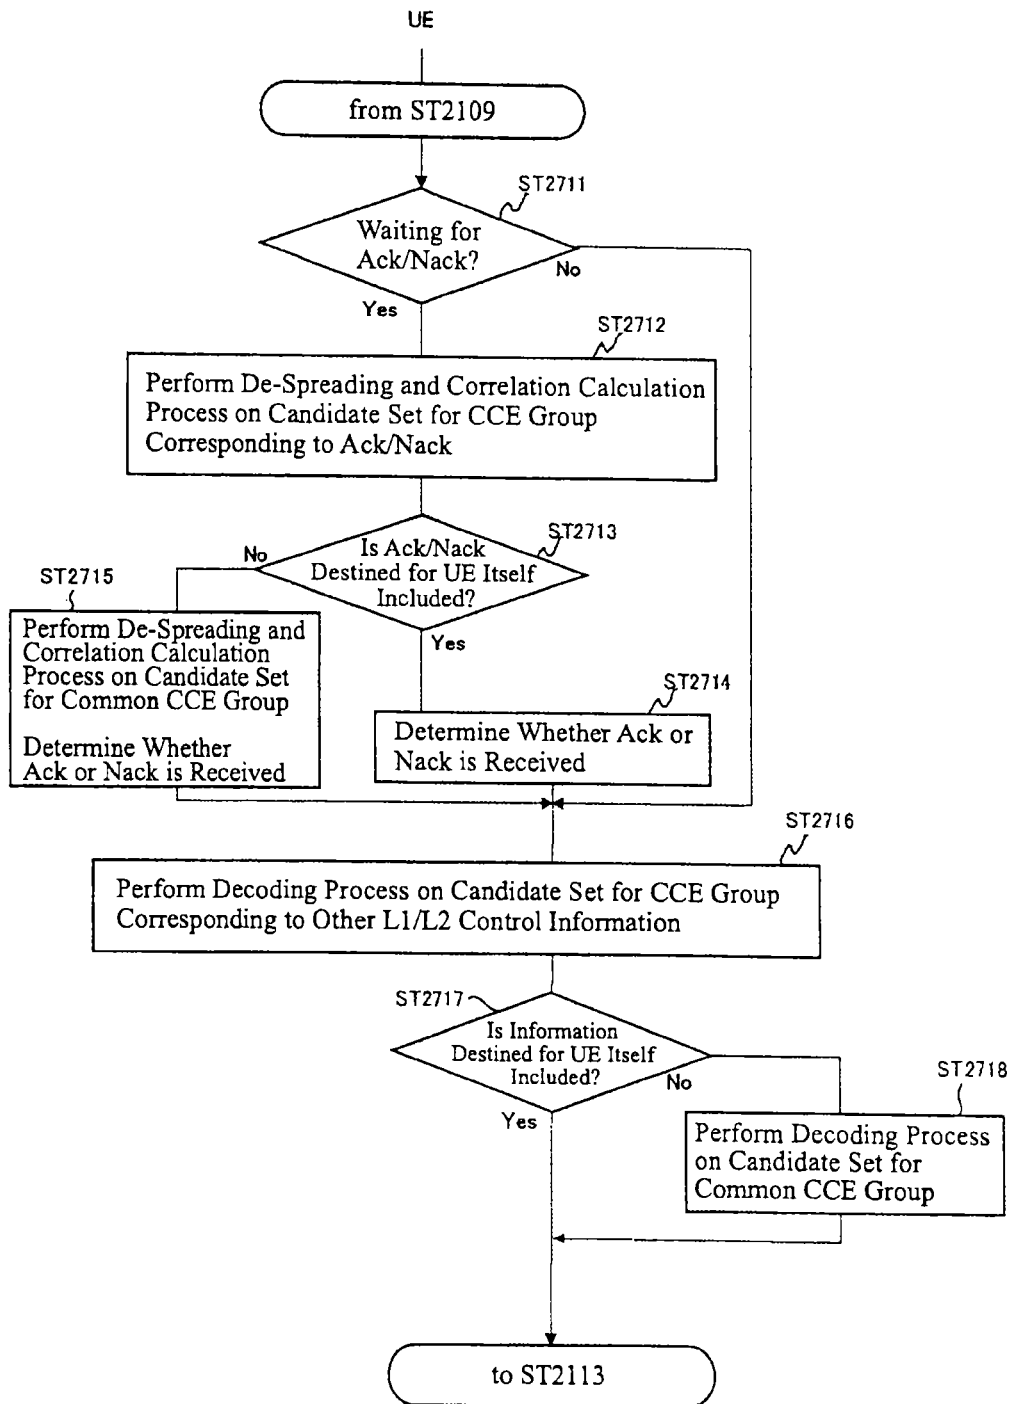 UE
from ST2109
ST2711
Waiting for
Ack/Nack?
No
Yes
ST2712
Perform De-Spreading and Correlation Calculation
Process on Candidate Set for CCE Group
Corresponding to Ack/Nack
ST2713
Is Ack/Nack
Destined for UE Itself
Included?
No
Yes
ST2715
Perform De-Spreading and
Correlation Calculation
Process on Candidate Set
for Common CCE Group
Determine Whether
Ack or Nack is Received
ST2714
Determine Whether Ack or
Nack is Received
ST2716
Perform Decoding Process on Candidate Set for CCE Group
Corresponding to Other L1/L2 Control Information
ST2717
Is Information
Destined for UE Itself
Included?
No
Yes
ST2718
Perform Decoding Process
on Candidate Set for
Common CCE Group
to ST2113